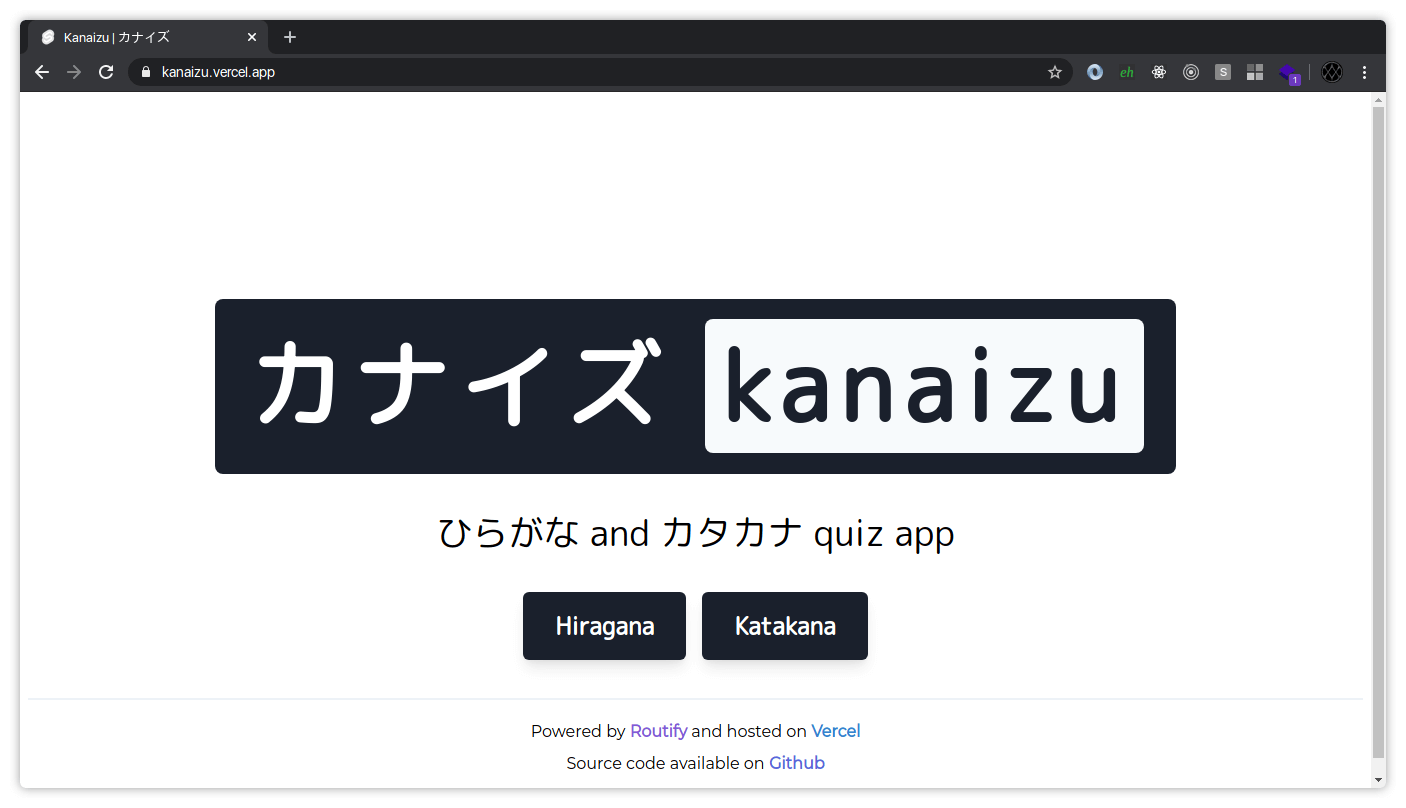 Kanaizu | カナイズ
kanaizu.vercel.app
eh
S
1
カナイズ kanaizu
ひらがな and カタカナ quiz app
Hiragana Katakana
Powered by Routify and hosted on Vercel
Source code available on Github